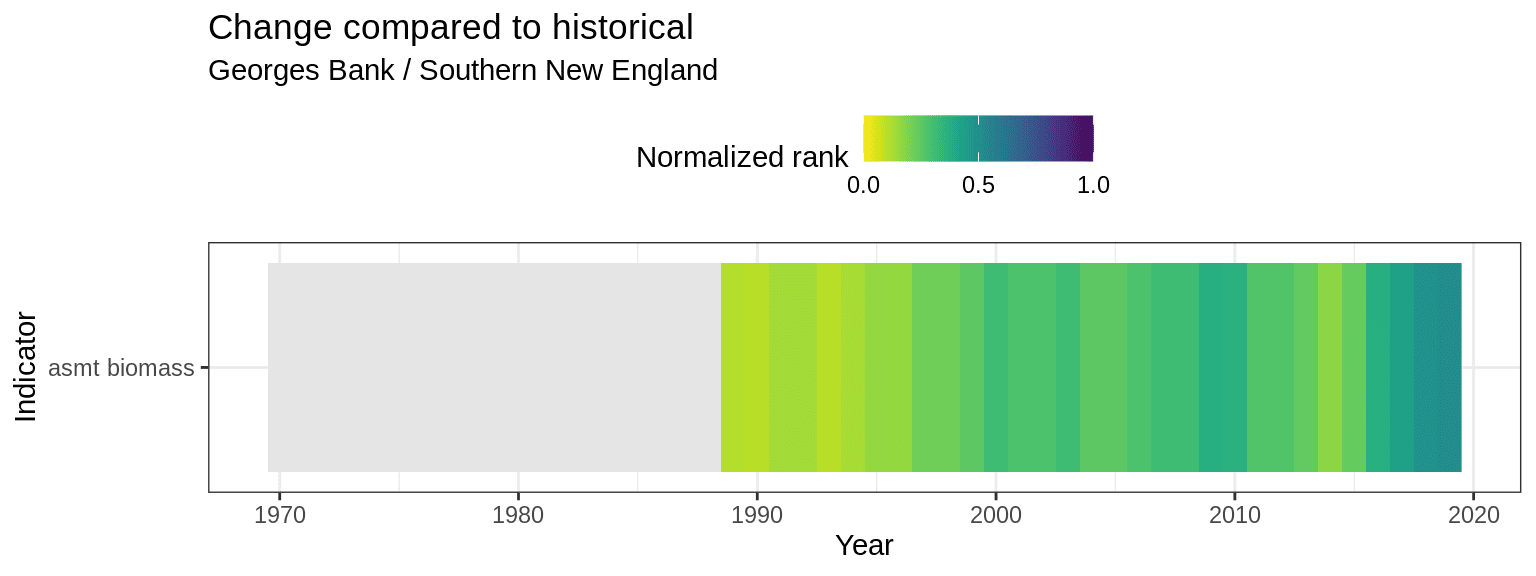 Change compared to historical
Georges Bank / Southern New England
Normalized rank
0.0 0.5 1.0
Indicator
asmt biomass
1970 1980 1990 2000 2010 2020
Year